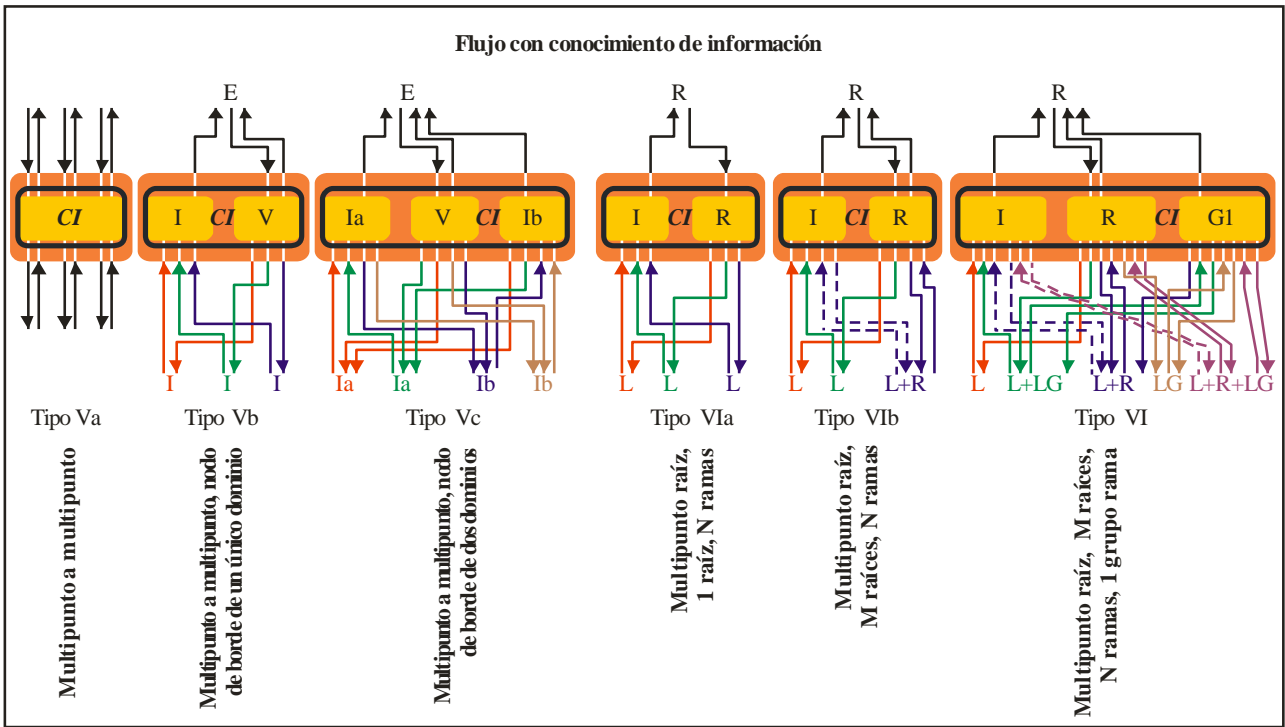 Flujo con conocimiento de información
E E R R R
CI I CI V Ia V CI Ib I CI R I CI R I R CI G1
I I I Ia Ia Ib Ib L L L L L L+R L L+LG L+R LG L+R+LG
Tipo Va Tipo Vb Tipo Vc Tipo VIa Tipo VIb Tipo VI
Multipunto a multipunto
Multipunto a multipunto, nodo
de borde de un único dominio
Multipunto a multipunto, nodo
de borde de dos dominios
Multipunto raíz,
1 raíz, N ramas
Multipunto raíz,
M raíces, N ramas
Multipunto raíz, M raíces,
N ramas, 1 grupo rama